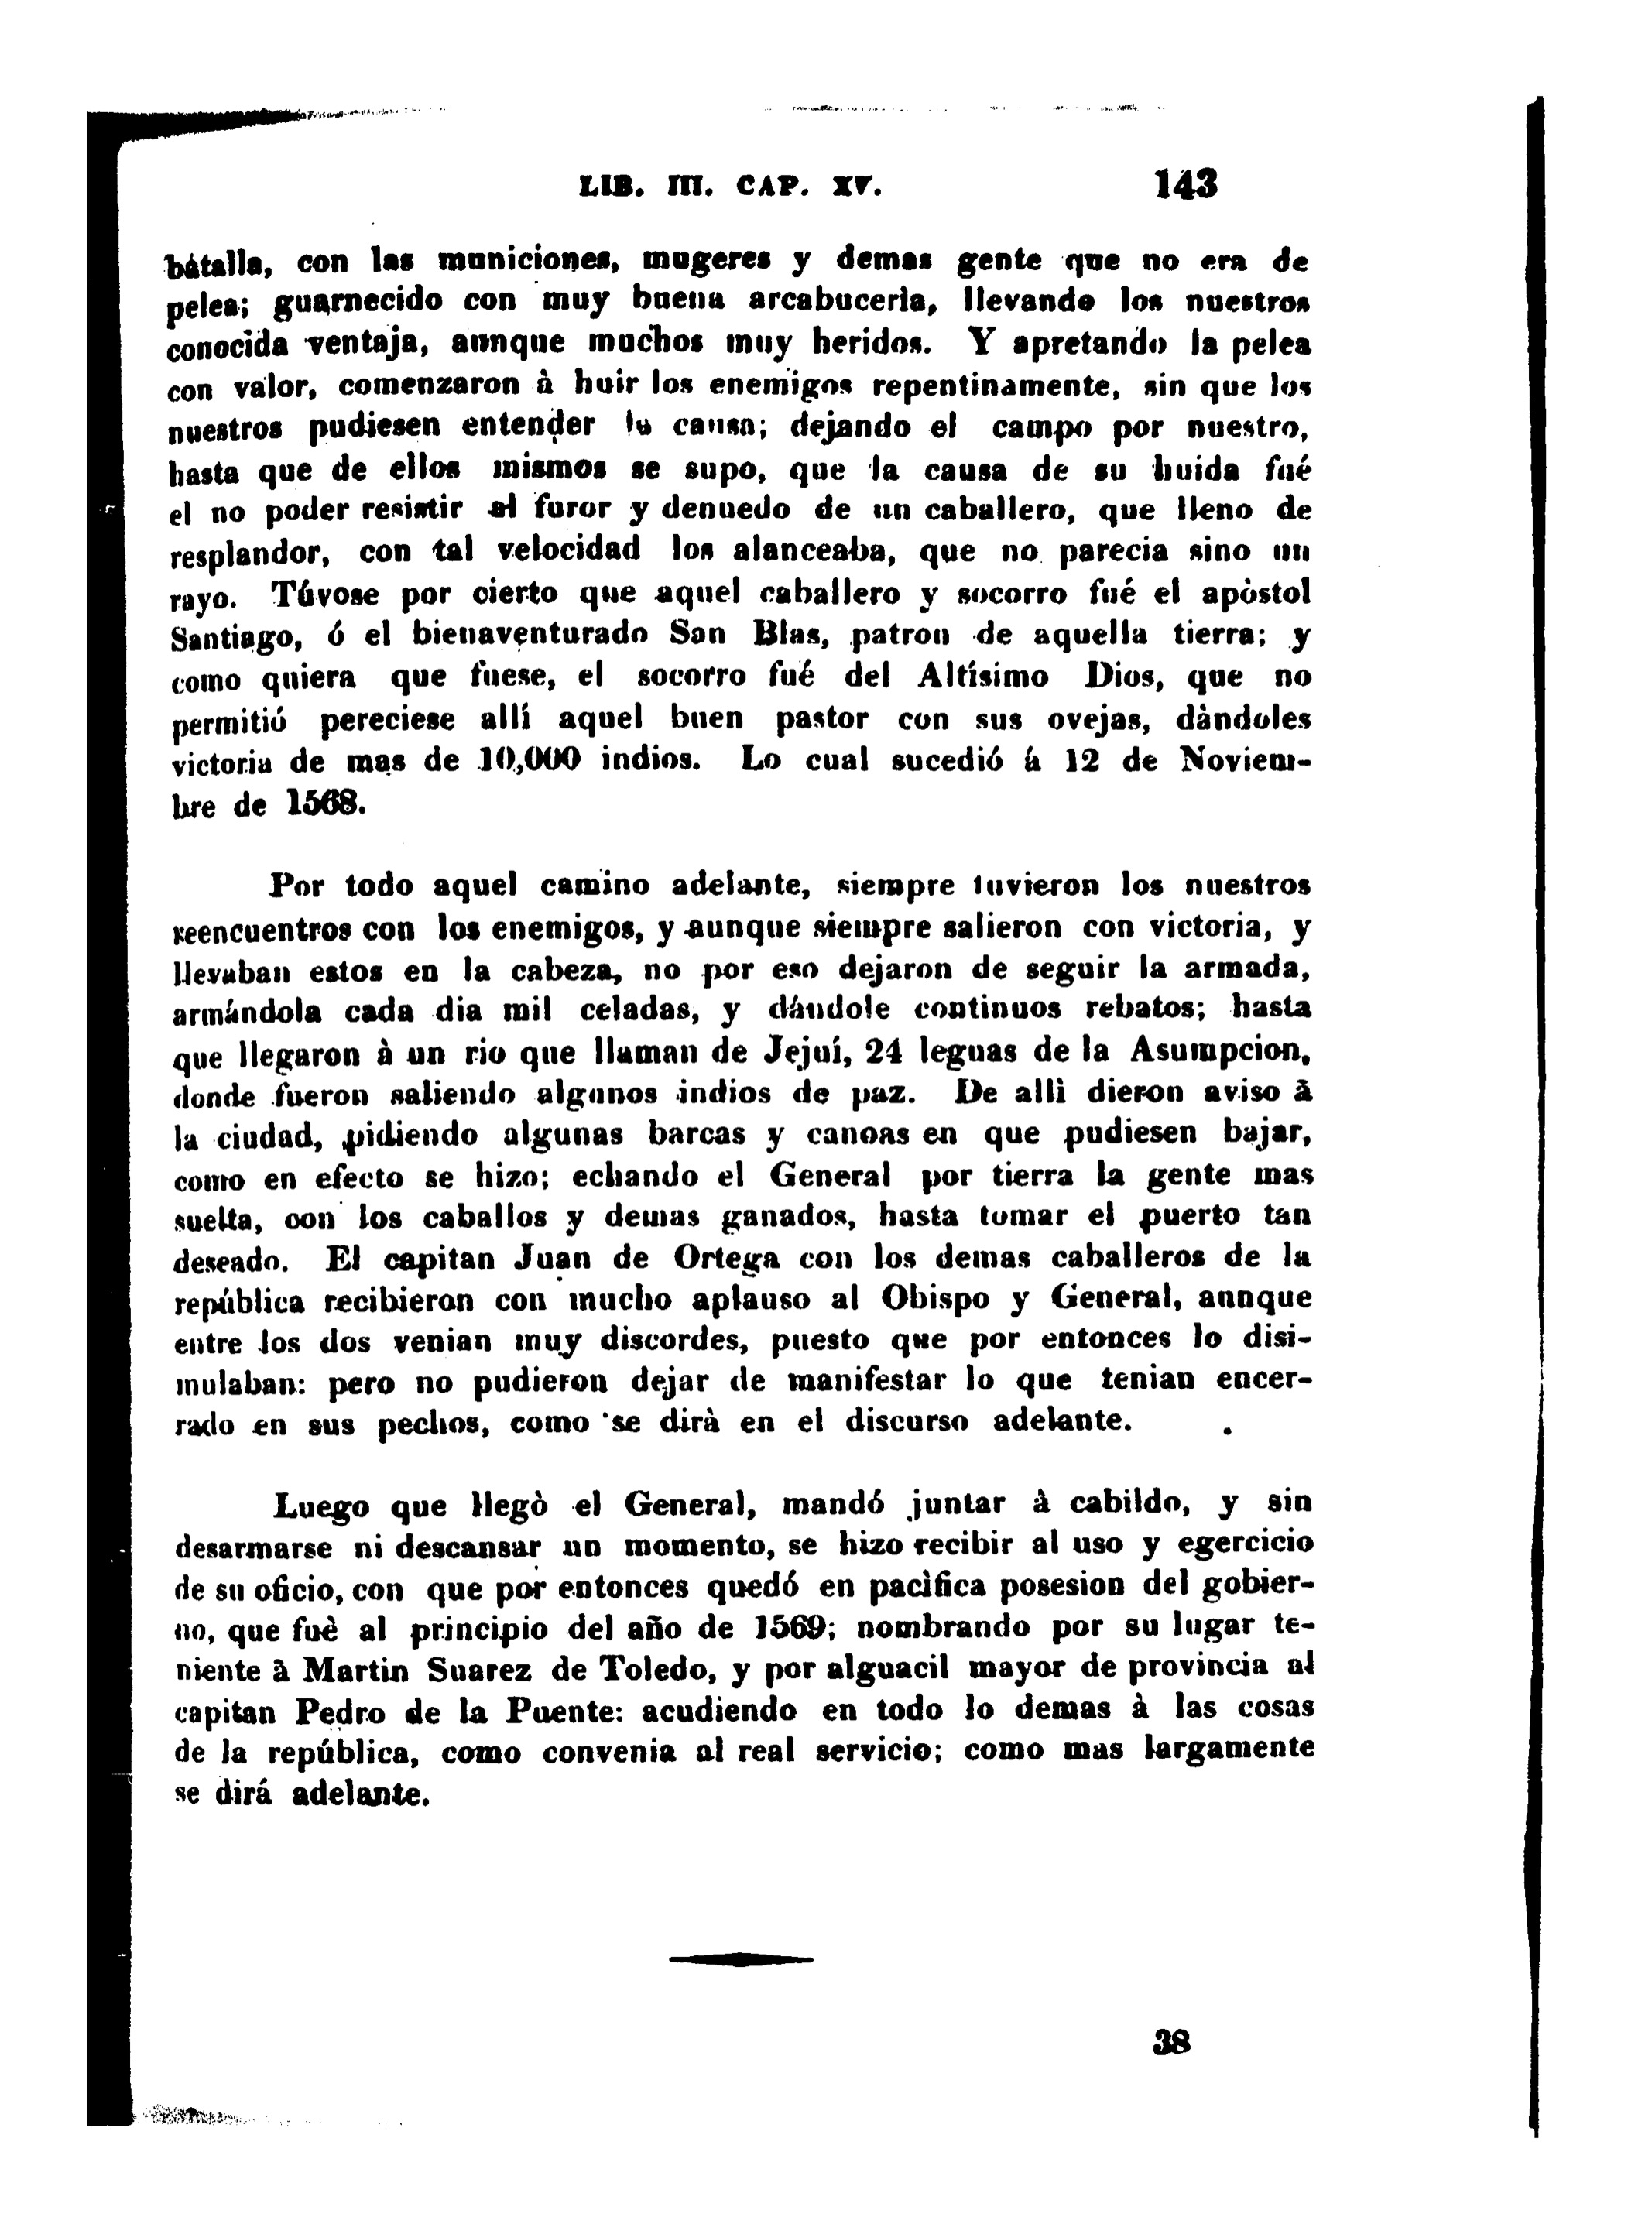 LIB. III. CAP. XV. 143
batalla, con las municiones, mugeres y demas gente que no era de
pelea; guarnecido con muy buena arcabucerìa, llevando los nuestros
conocida ventaja, aunque muchos muy heridos. Y apretando la pelea
con valor, comenzaron à huir los enemigos repentinamente, sin que los
nuestros pudiesen entender la causa; dejando el campo por nuestro,
hasta que de ellos mismos se supo, que la causa de su huida fué
el no poder resistir al furor y denuedo de un caballero, que lleno de
resplandor, con tal velocidad los alanceaba, que no parecia sino un
rayo. Túvose por cierto que aquel caballero y socorro fué el apòstol
Santiago, ó el bienaventurado San Blas, patron de aquella tierra; y
como quiera que fuese, el socorro fué del Altísimo Dios, que no
permitió pereciese allí aquel buen pastor con sus ovejas, dàndoles
victoria de mas de 10,000 indios. Lo cual sucedió á 12 de Noviem-
bre de 1568.
Por todo aquel camino adelante, siempre tuvieron los nuestros
reencuentros con los enemigos, y aunque siempre salieron con victoria, y
llevaban estos en la cabeza, no por eso dejaron de seguir la armada,
armándola cada dia mil celadas, y dándole continuos rebatos; hasta
que llegaron à un rio que llaman de Jejuí, 24 leguas de la Asumpcion,
donde fueron saliendo algunos indios de paz. De allì dieron aviso à
la ciudad, pidiendo algunas barcas y canoas en que pudiesen bajar,
como en efecto se hizo; echando el General por tierra la gente mas
suelta, con los caballos y demas ganados, hasta tomar el puerto tan
deseado. El capitan Juan de Ortega con los demas caballeros de la
república recibieron con mucho aplauso al Obispo y General, aunque
entre los dos venian muy discordes, puesto que por entonces lo disi-
mulaban: pero no pudieron dejar de manifestar lo que tenian encer-
rado en sus pechos, como se dirà en el discurso adelante.
Luego que llegò el General, mandó juntar à cabildo, y sin
desarmarse ni descansar un momento, se hizo recibir al uso y egercicio
de su oficio, con que por entonces quedó en pacìfica posesion del gobier-
no, que fuè al principio del año de 1569; nombrando por su lugar te-
niente à Martin Suarez de Toledo, y por alguacil mayor de provincia al
capitan Pedro de la Puente: acudiendo en todo lo demas à las cosas
de la república, como convenia al real servicio; como mas largamente
se dirá adelante.
38